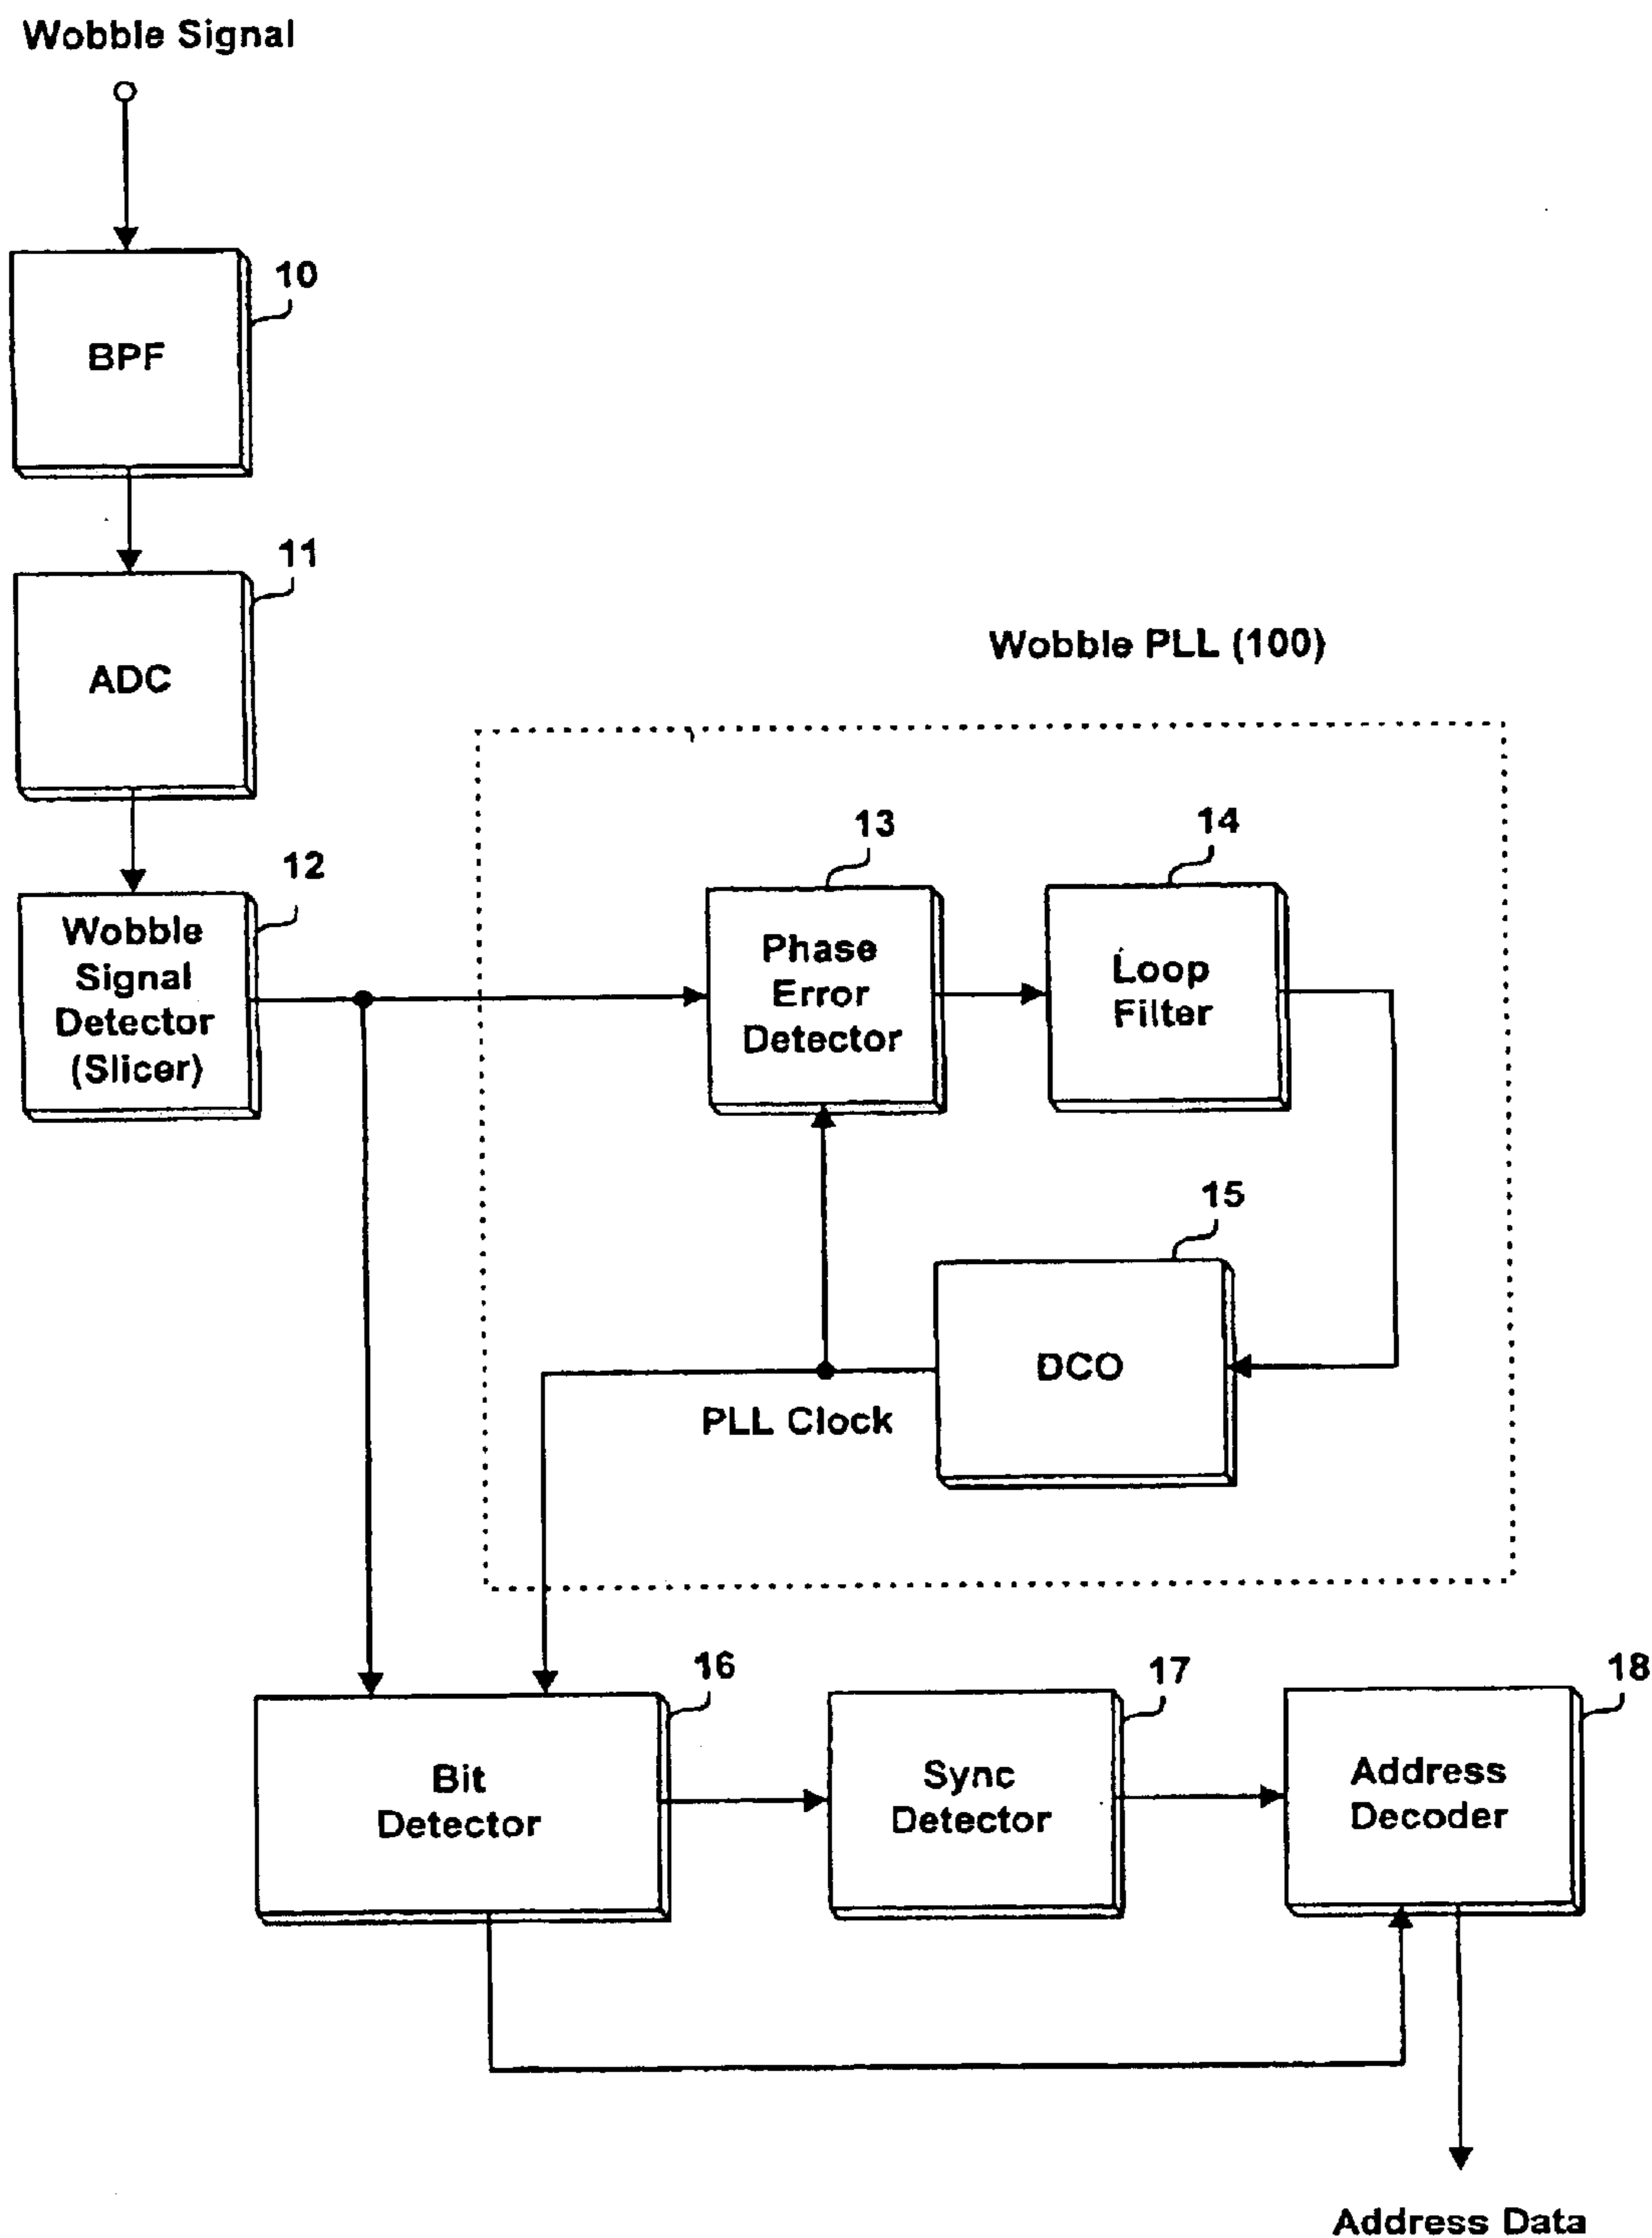 Wobble Signal
10
BPF
11
ADC
Wobble PLL (100)
12
Wobble
Signal
Detector
(Slicer)
13
Phase
Error
Detector
14
Loop
Filter
15
DCO
PLL Clock
16
Bit
Detector
17
Sync
Detector
18
Address
Decoder
Address Data